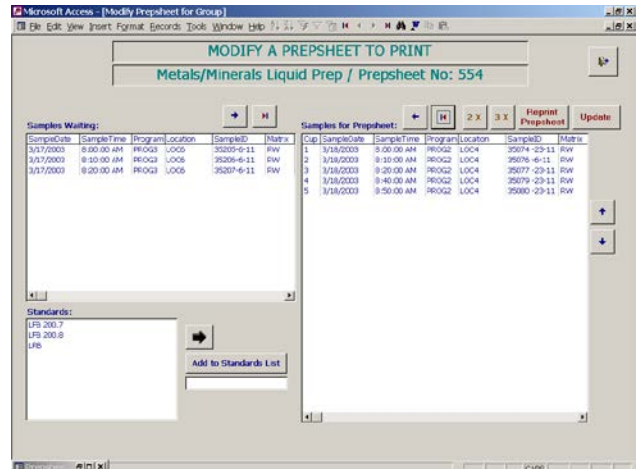 Microsoft Access - [Modify Prepsheet for Group]
File Edit View Insert Format Records Tools Window Help
MODIFY A PREPSHEET TO PRINT
Metals/Minerals Liquid Prep / Prepsheet No: 554
Samples Waiting:
SampleDate SampleTime Program Location SampleID Matrix
3/17/2003 8:00:00 AM PROG3 LOC6 35205-6-11 RW
3/17/2003 8:10:00 AM PROG3 LOC6 35206-6-11 RW
3/17/2003 8:20:00 AM PROG3 LOC6 35207-6-11 RW
Samples for Prepsheet:
2 X
3 X
Reprint
Prepsheet
Update
Cup SampleDate SampleTime Program Location SampleID Matrix
1 3/18/2003 8:00:00 AM PROG2 LOC4 35074 -23-11 RW
2 3/18/2003 8:10:00 AM PROG2 LOC4 35076 -6-11 RW
3 3/18/2003 8:20:00 AM PROG2 LOC4 35077 -23-11 RW
4 3/18/2003 8:40:00 AM PROG2 LOC4 35079 -23-11 RW
5 3/18/2003 8:50:00 AM PROG2 LOC4 35080 -23-11 RW
Standards:
LFB 200.7
LFB 200.8
LRB
Add to Standards List